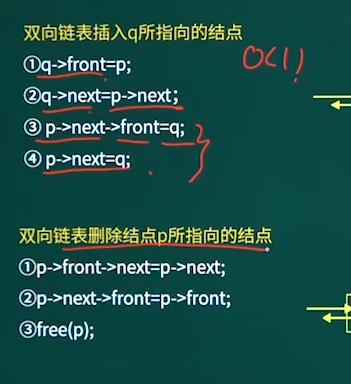 双向链表插入q所指向的结点
①q->front=p;
②q->next=p->next;
③ p->next->front=q;
④ p->next=q;
O(1)
双向链表删除结点p所指向的结点
①p->front->next=p->next;
②p->next->front=p->front;
③free(p);